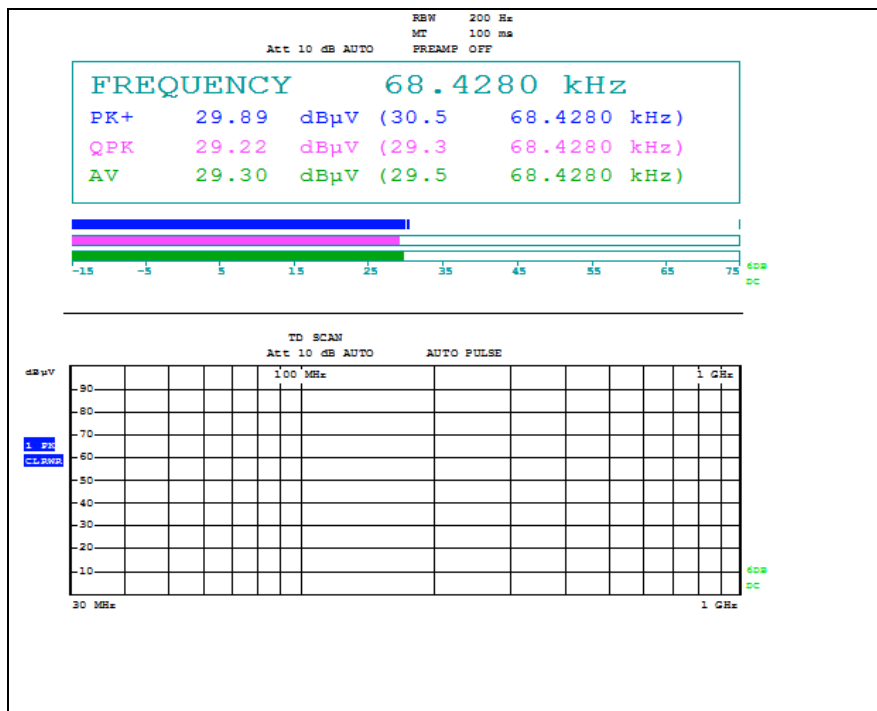 RBW 200 Hz
MT 100 ms
Att 10 dB AUTO PREAMP OFF
FREQUENCY 68.4280 kHz
PK+ 29.89 dBµV (30.5 68.4280 kHz)
QPK 29.22 dBµV (29.3 68.4280 kHz)
AV 29.30 dBµV (29.5 68.4280 kHz)
-15 -5 5 15 25 35 45 55 65 75
6DB
DC
TD SCAN
Att 10 dB AUTO AUTO PULSE
dBµV
100 MHz 1 GHz
90
80
70
1 PK
CLRWR
60
50
40
30
20
10
6DB
DC
30 MHz 1 GHz